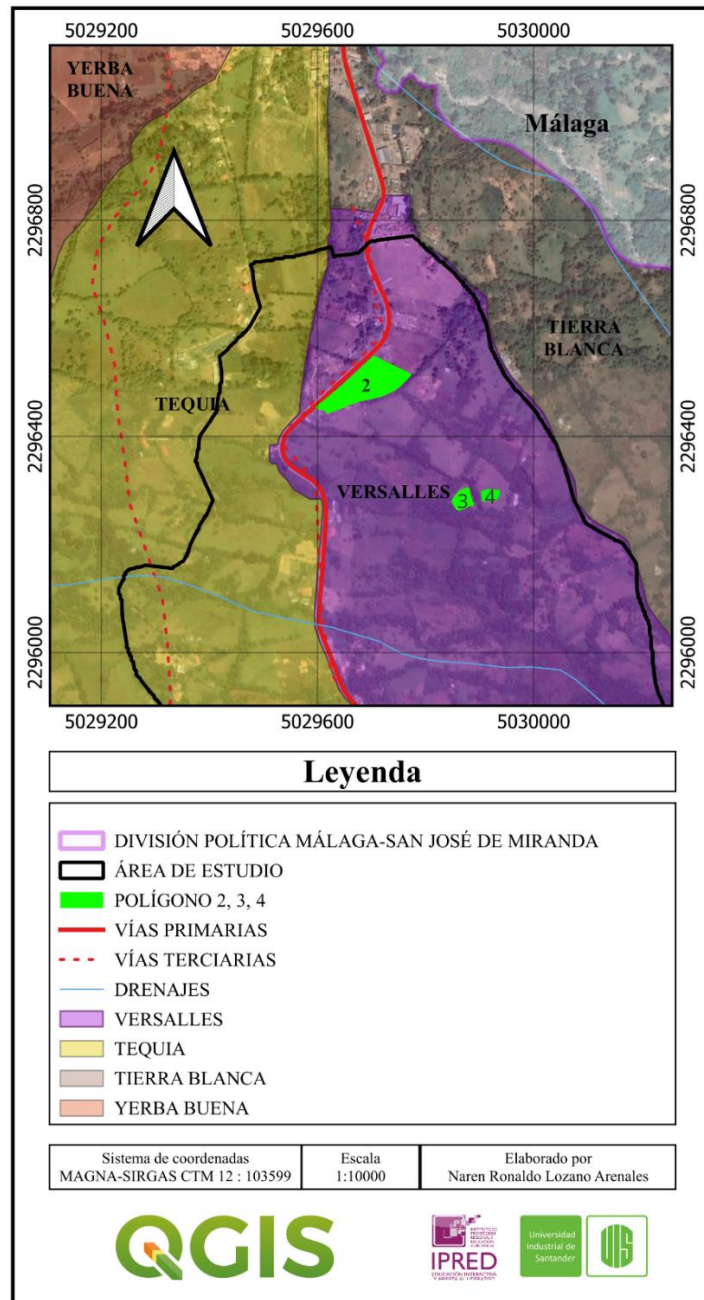 5029200 5029600 5030000
YERBA
BUENA
Málaga
2296800
2296800
TIERRA
BLANCA
TEQUIA
2
2296400
2296400
VERSALLES
3
4
2296000
2296000
5029200 5029600 5030000
Leyenda
DIVISIÓN POLÍTICA MÁLAGA-SAN JOSÉ DE MIRANDA
ÁREA DE ESTUDIO
POLÍGONO 2, 3, 4
VÍAS PRIMARIAS
VÍAS TERCIARIAS
DRENAJES
VERSALLES
TEQUIA
TIERRA BLANCA
YERBA BUENA
Sistema de coordenadas
MAGNA-SIRGAS CTM 12 : 103599
Escala
1:10000
Elaborado por
Naren Ronaldo Lozano Arenales
QGIS
IPRED
Universidad
Industrial de
Santander
UIS